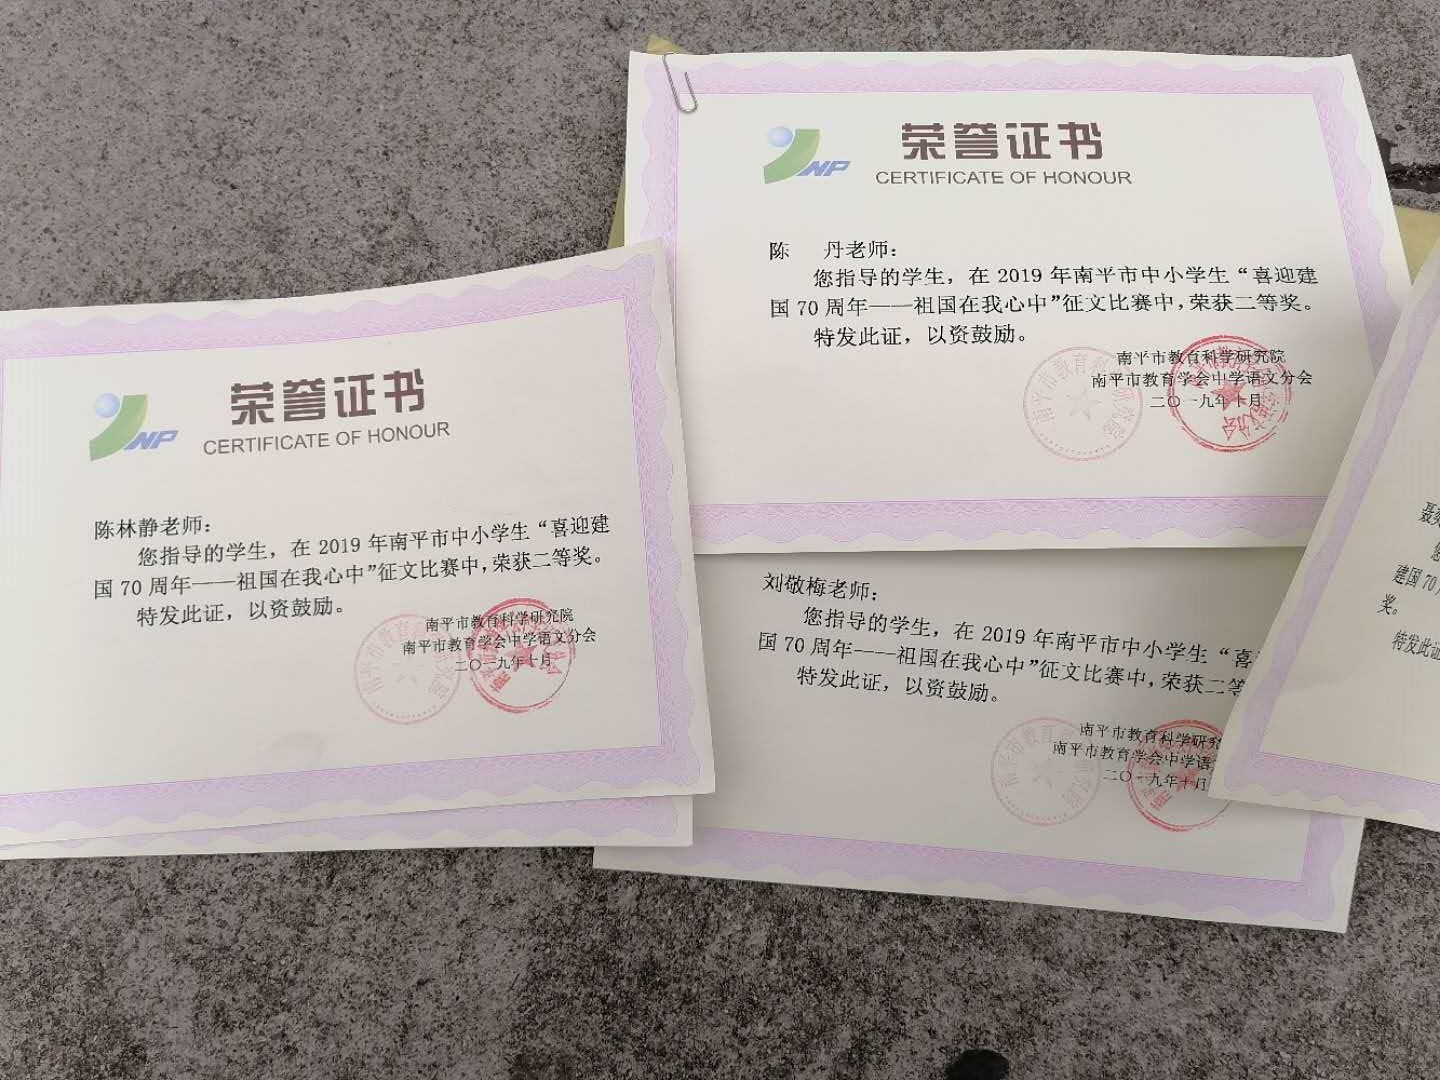 NP
荣誉证书
CERTIFICATE OF HONOUR
陈林静老师：
您指导的学生，在 2019 年南平市中小学生“喜迎建
国 70 周年——祖国在我心中”征文比赛中，荣获二等奖。
特发此证，以资鼓励。
南平市教育科学研究院
南平市教育学会中学语文分会
二〇一九年十月
NP
荣誉证书
CERTIFICATE OF HONOUR
陈 丹老师：
您指导的学生，在 2019 年南平市中小学生“喜迎建
国 70 周年——祖国在我心中”征文比赛中，荣获二等奖。
特发此证，以资鼓励。
南平市教育科学研究院
南平市教育学会中学语文分会
二〇一九年十月
刘敬梅老师：
您指导的学生，在 2019 年南平市中小学生“喜
国 70 周年——祖国在我心中”征文比赛中，荣获二等
特发此证，以资鼓励。
南平市教育科学研究
南平市教育学会中学语
二〇一九年十月
建国 70
奖。
特发此证